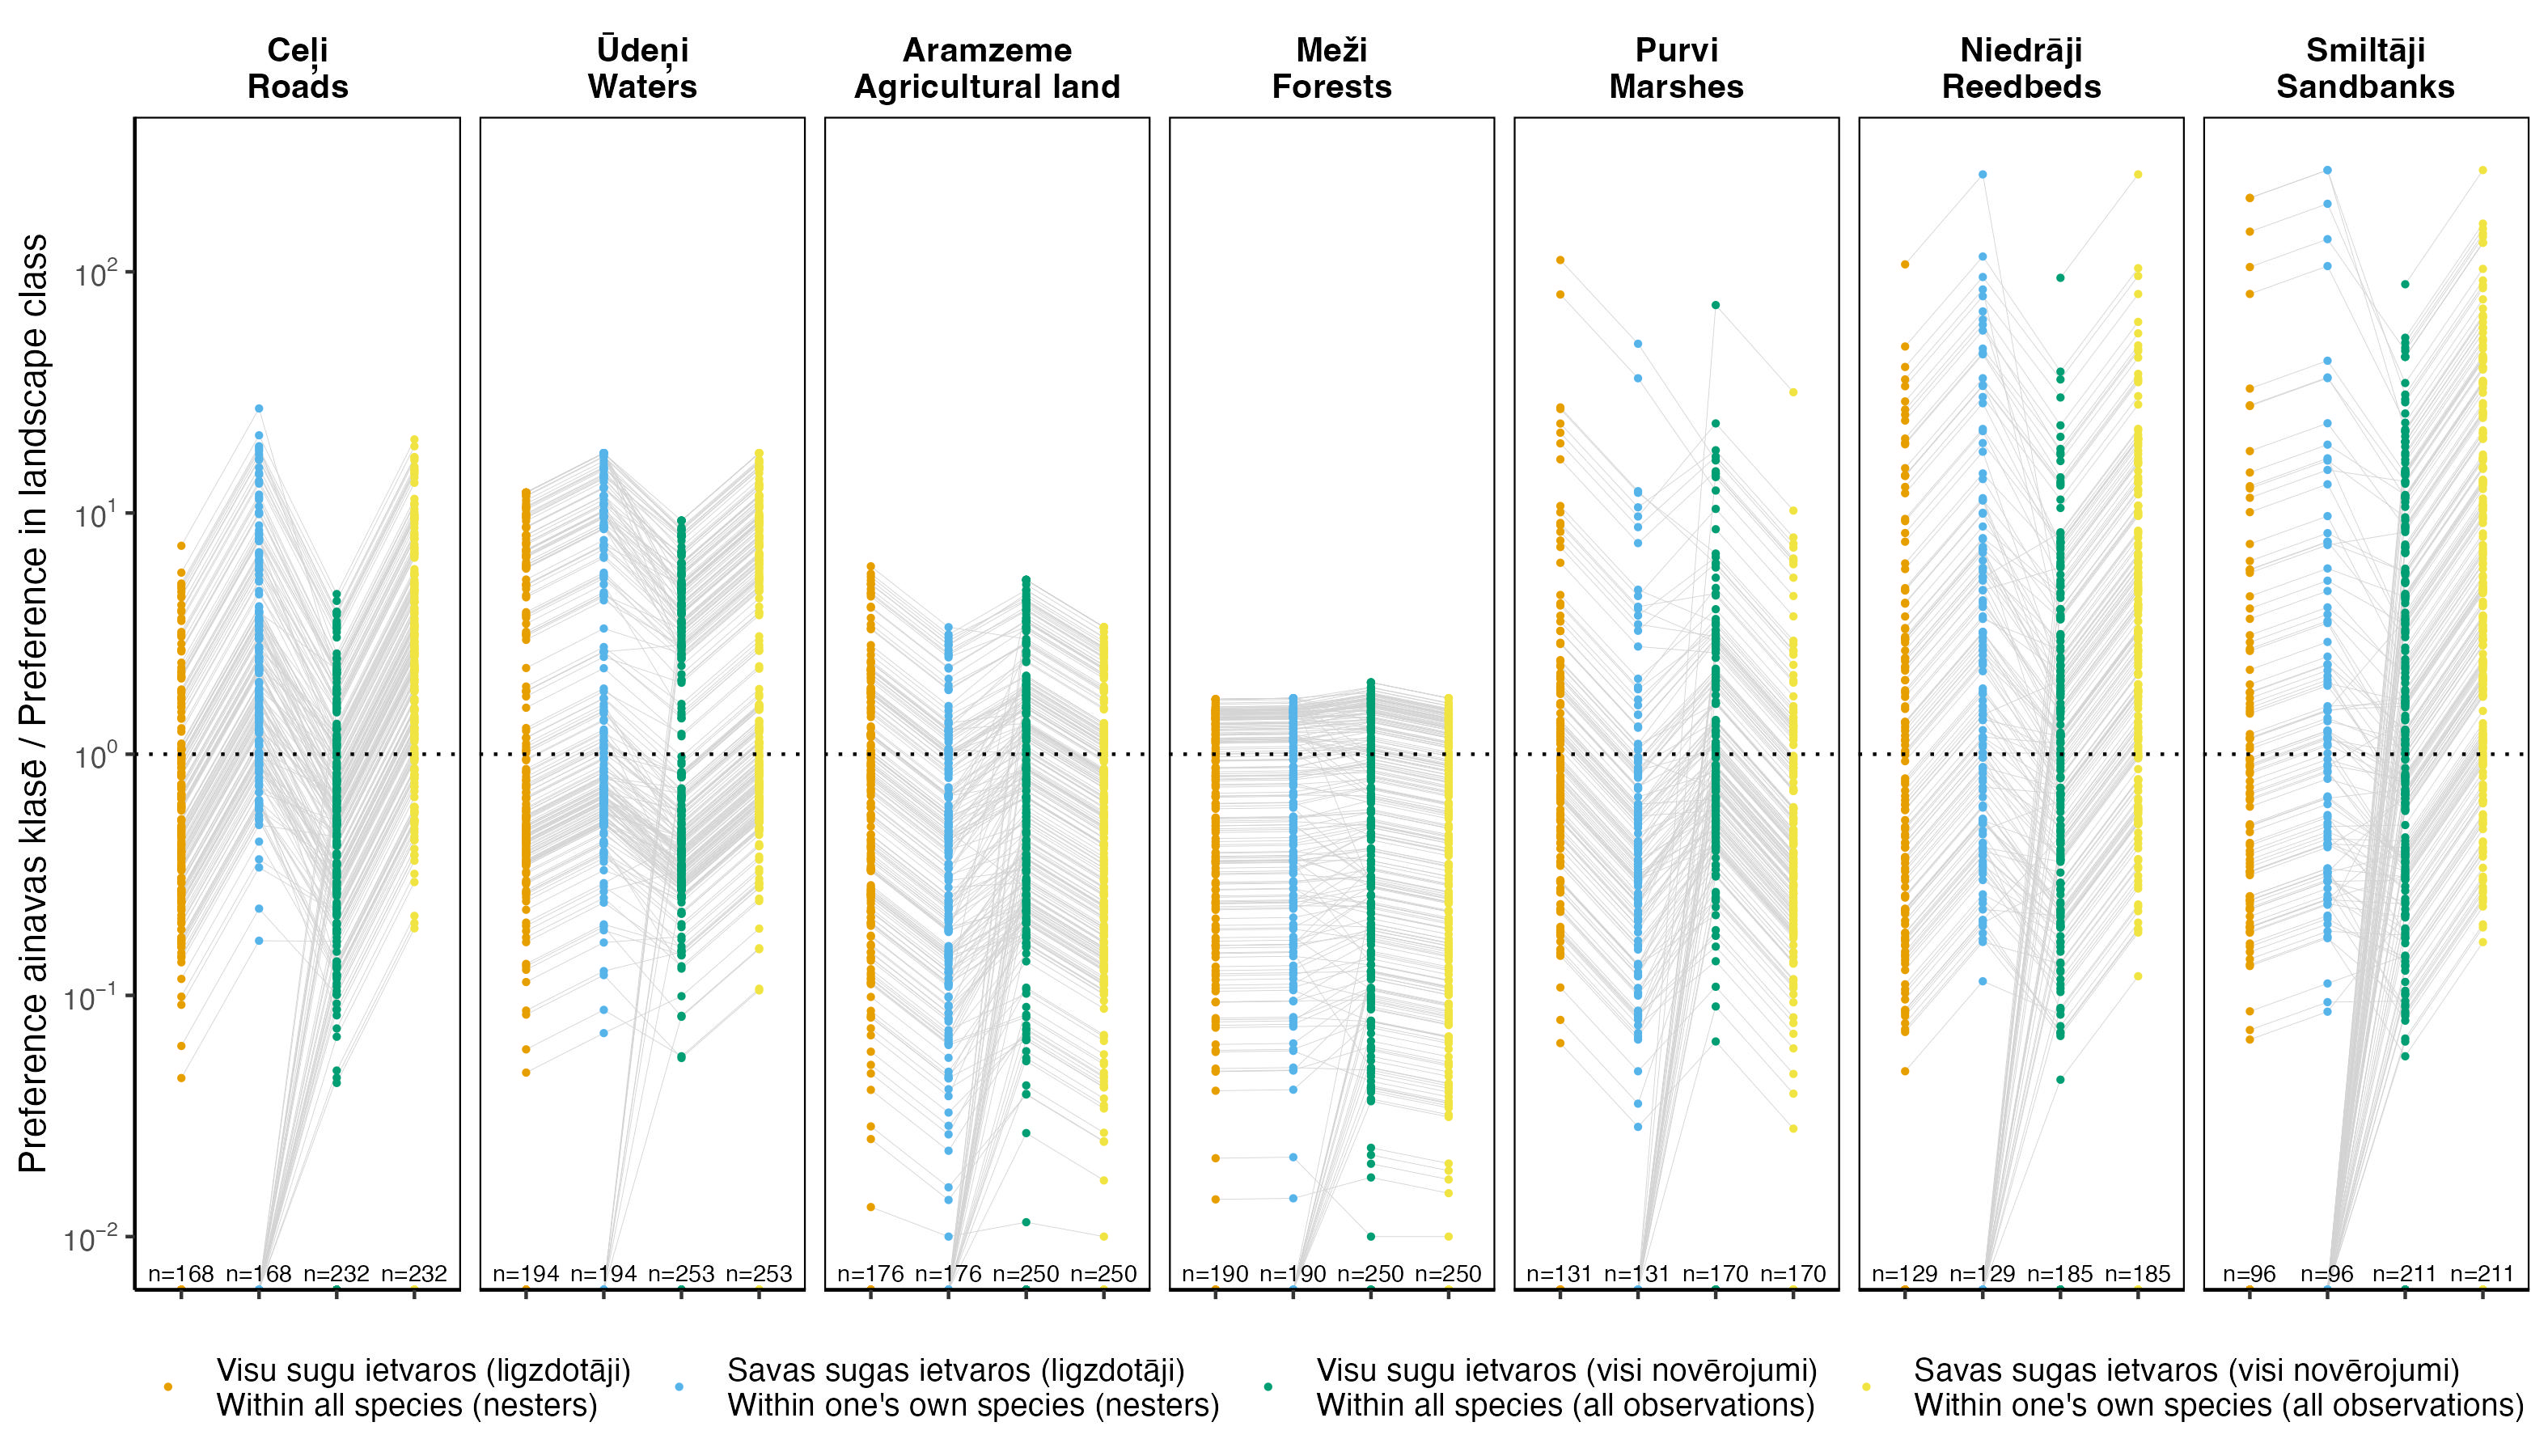 Ceļi
Roads
Ūdeņi
Waters
Aramzeme
Agricultural land
Meži
Forests
Purvi
Marshes
Niedrāji
Reedbeds
Smiltāji
Sandbanks
Preference ainavas klasē / Preference in landscape class
10²
10¹
10⁰
10⁻¹
10⁻²
n=168 n=168 n=232 n=232
n=194 n=194 n=253 n=253
n=176 n=176 n=250 n=250
n=190 n=190 n=250 n=250
n=131 n=131 n=170 n=170
n=129 n=129 n=185 n=185
n=96 n=96 n=211 n=211
Visu sugu ietvaros (ligzdotāji)
Within all species (nesters)
Savas sugas ietvaros (ligzdotāji)
Within one's own species (nesters)
Visu sugu ietvaros (visi novērojumi)
Within all species (all observations)
Savas sugas ietvaros (visi novērojumi)
Within one's own species (all observations)